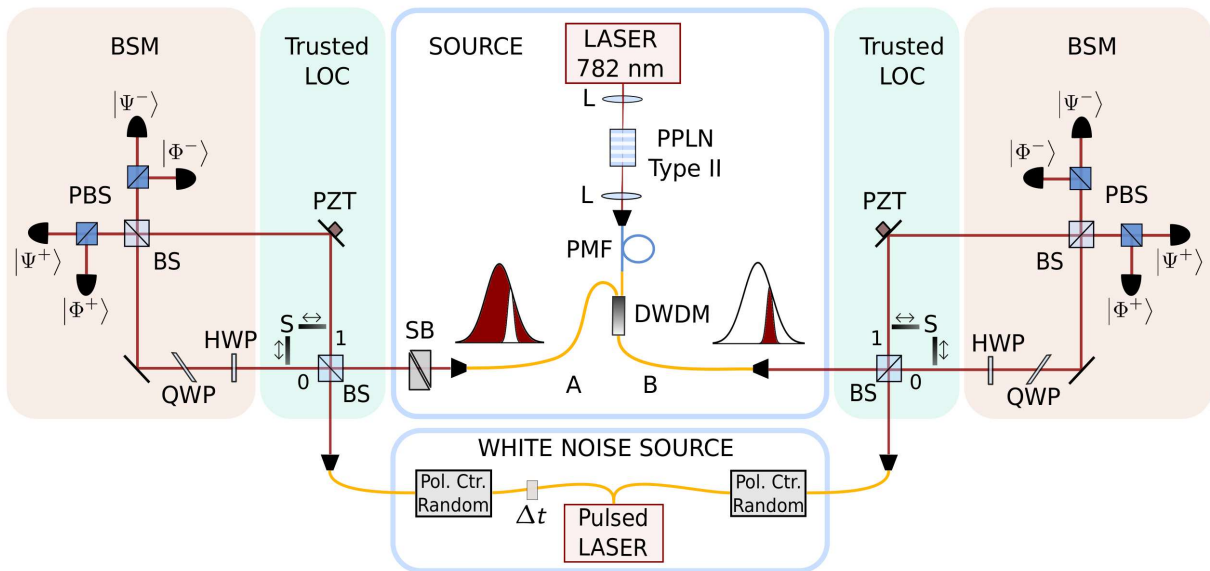 BSM
Trusted
LOC
SOURCE
LASER
782 nm
Trusted
LOC
BSM
L
PPLN
Type II
L
|Ψ⁻⟩
|Φ⁻⟩
PBS
|Ψ⁺⟩
|Φ⁺⟩
BS
PZT
PMF
DWDM
SB
A
B
S
1
0
HWP
QWP
BS
PZT
|Ψ⁻⟩
|Φ⁻⟩
PBS
|Ψ⁺⟩
|Φ⁺⟩
BS
1
S
0
HWP
QWP
BS
WHITE NOISE SOURCE
Pol. Ctr.
Random
Δt
Pulsed
LASER
Pol. Ctr.
Random